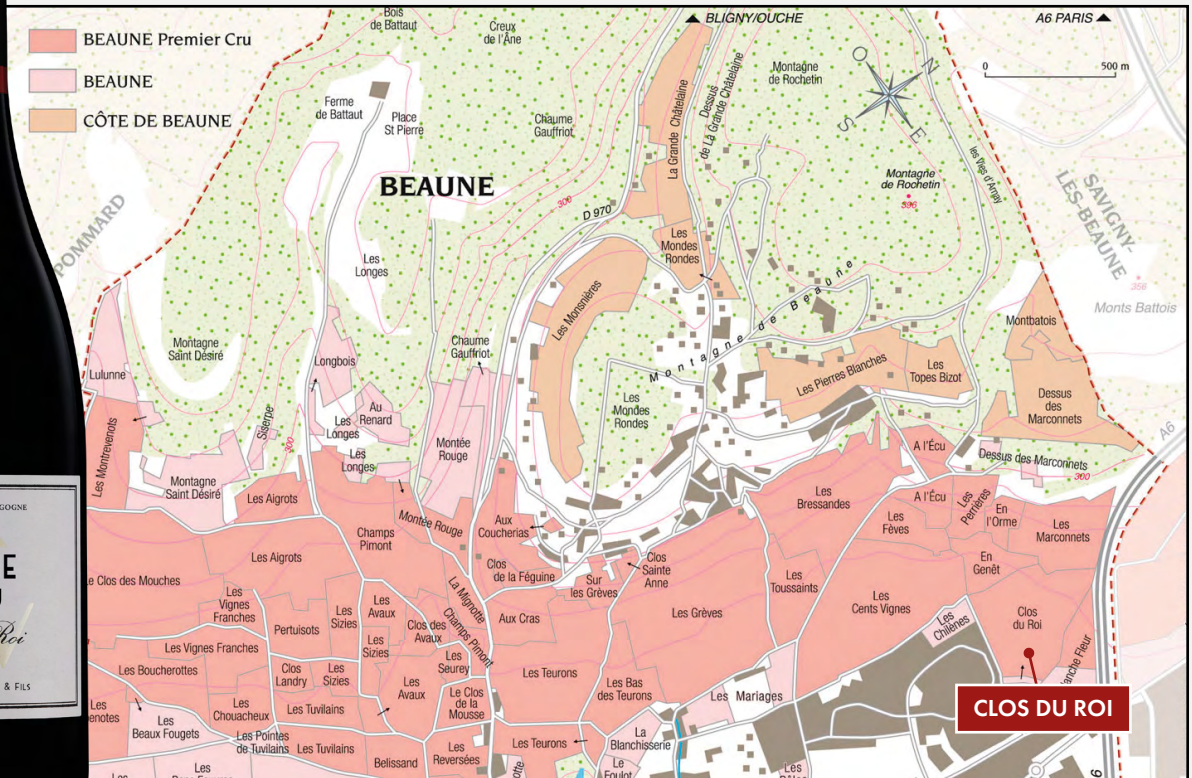 BEAUNE Premier Cru
BEAUNE
CÔTE DE BEAUNE
Bois
de Battaut
Creux
de l'Âne
BLIGNY/OUCHE
A6 PARIS
0 500 m
Montagne
de Rochetin
O N
S E
Ferme
de Battaut
Place
St Pierre
Chaume
Gauffriot
La Grande Châtelaine
Dessus
de La Grande Châtelaine
BEAUNE
Montagne
de Rochetin
396
les Vies d'Arnay
SAVIGNY-
LES-BEAUNE
POMMARD
300
D 970
Les
Mondes
Rondes
Les
Longes
Les Monsnières
Montagne de Beaune
356
Monts Battois
Montbatois
Montagne
Saint Désiré
Chaume
Gauffriot
Longbois
Lulunne
Les Pierres Blanches
Les
Topes Bizot
Dessus
des
Marconnets
Les
Mondes
Rondes
Au
Renard
Les
Longes
Siserpe
300
Les Montrevenots
Montée
Rouge
A6
A l'Écu
Les
Longes
Dessus des Marconnets
300
Montagne
Saint Désiré
Les Aigrots
Les
Bressandes
A l'Écu
Les
Perrières
En
l'Orme
Les
Marconnets
Les
Fèves
Montée Rouge
Champs
Pimont
Aux
Coucherias
Les Aigrots
Clos
de la Féguine
Clos
Sainte
Anne
Sur
les Grèves
En
Genêt
Le Clos des Mouches
Les
Toussaints
Les
Vignes
Franches
Les
Sizies
Les
Avaux
La Mignotte
Champs Pimont
Aux Cras
Les Grèves
Les
Cents Vignes
Les
Chilènes
Clos
du Roi
Pertuisots
Clos des
Avaux
Les
Sizies
Les Vignes Franches
Les
Seurey
Les Boucherottes
Clos
Landry
Les
Sizies
Les Teurons
Les Bas
des Teurons
Les Mariages
Blanche Fleur
Les
Avaux
Le Clos
de la
Mousse
Les
Chouacheux
Les Tuvilains
CLOS DU ROI
Les
Beaux Fougets
Les Pointes
de Tuvilains
Les Tuvilains
Les Teurons
La
Blanchisserie
Les
Reversées
Belissand
Le
Foulot
Les
Les
Les
GOGNE
E
Roi
& FILS